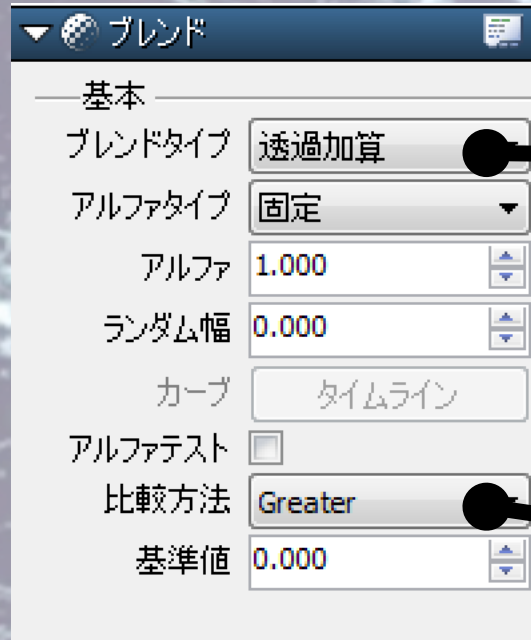 ブレンド
基本
ブレンドタイプ 透過加算
アルファタイプ 固定
アルファ 1.000
ランダム幅 0.000
カーブ タイムライン
アルファテスト
比較方法 Greater
基準値 0.000